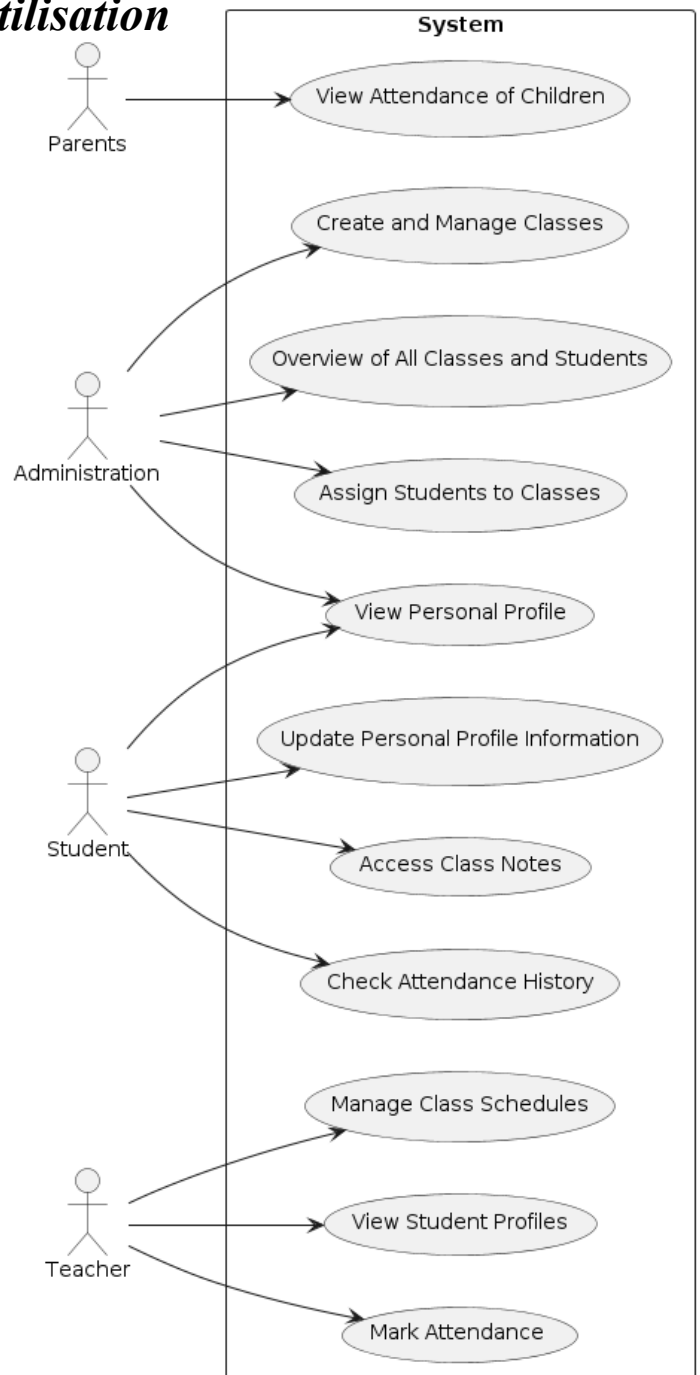 tilisation
System
View Attendance of Children
Parents
Create and Manage Classes
Overview of All Classes and Students
Administration
Assign Students to Classes
View Personal Profile
Update Personal Profile Information
Student
Access Class Notes
Check Attendance History
Manage Class Schedules
View Student Profiles
Teacher
Mark Attendance